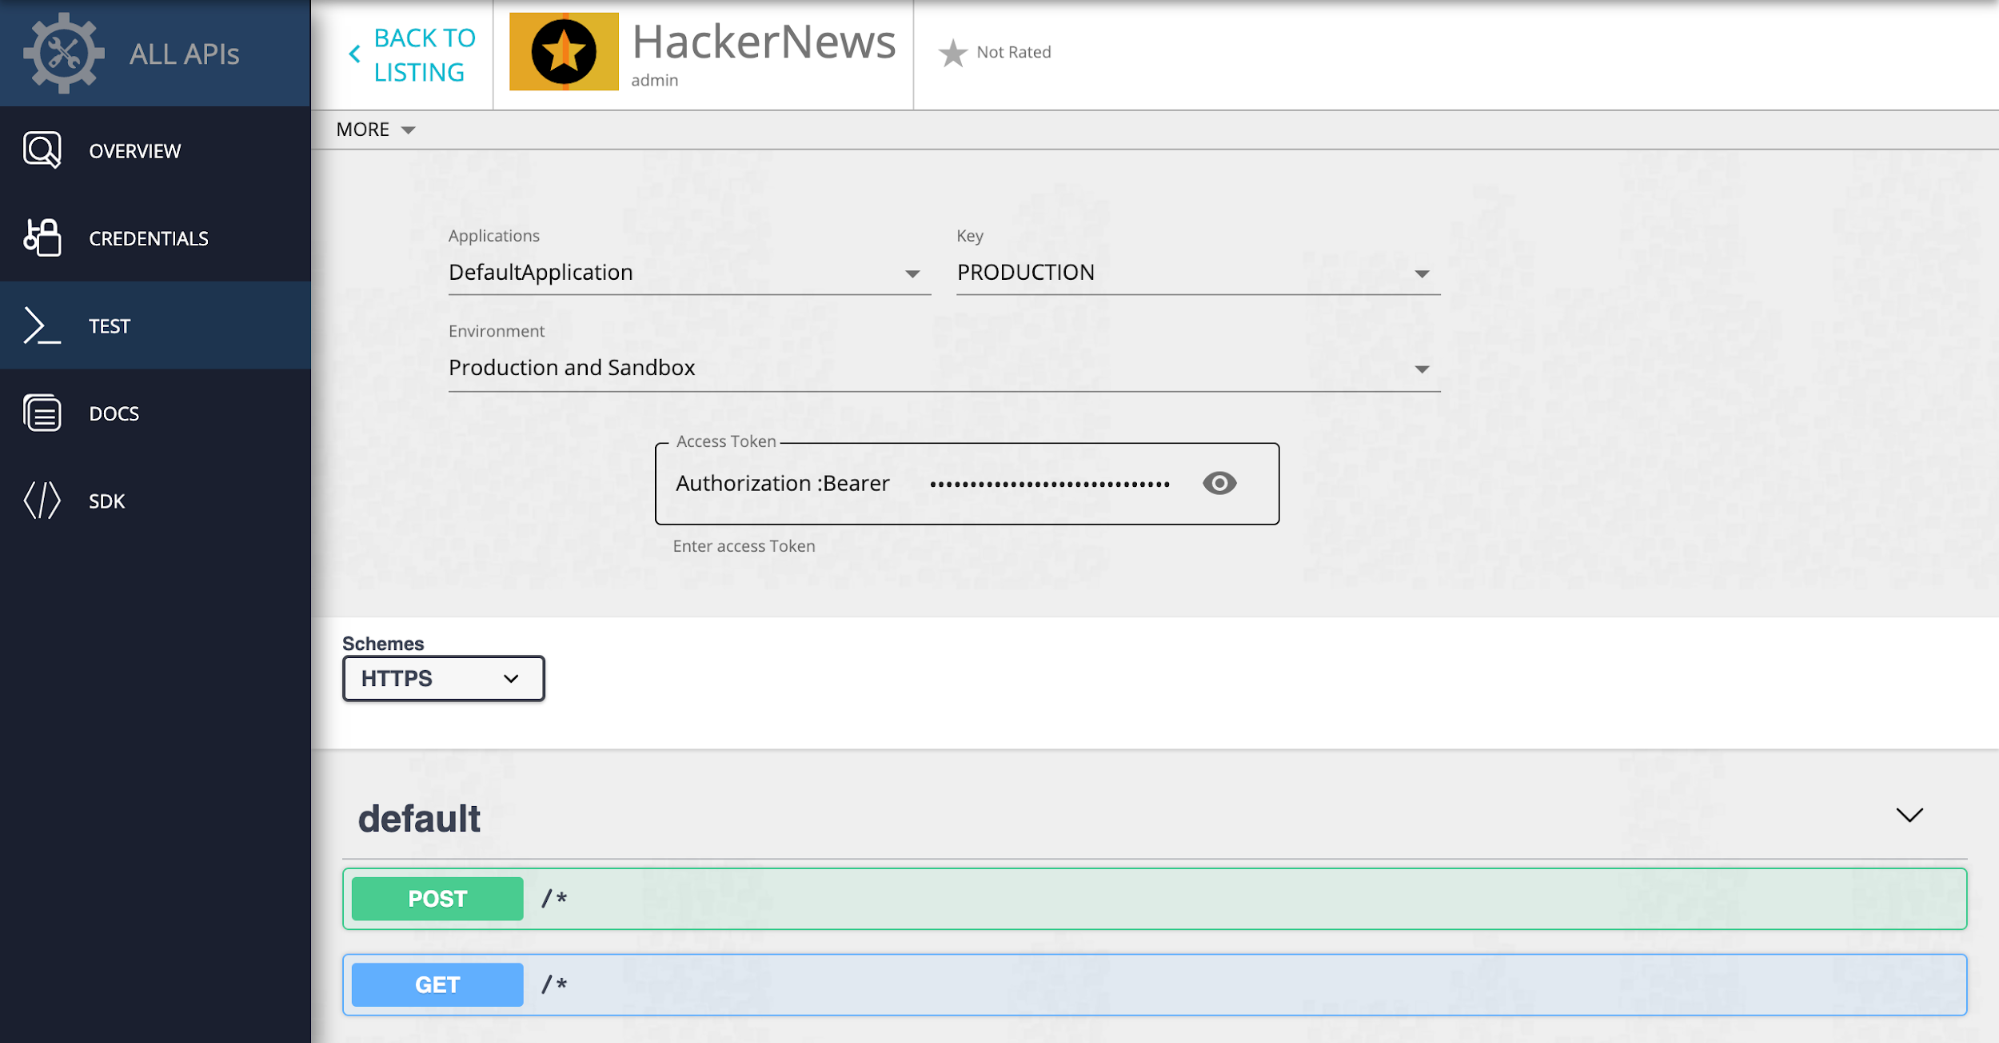 ALL APIs
OVERVIEW
CREDENTIALS
TEST
DOCS
SDK
BACK TO
LISTING
HackerNews
admin
Not Rated
MORE
Applications
DefaultApplication
Key
PRODUCTION
Environment
Production and Sandbox
Access Token
Authorization :Bearer ••••••••••••••••••••••••••••••
Enter access Token
Schemes
HTTPS
default
POST /*
GET /*